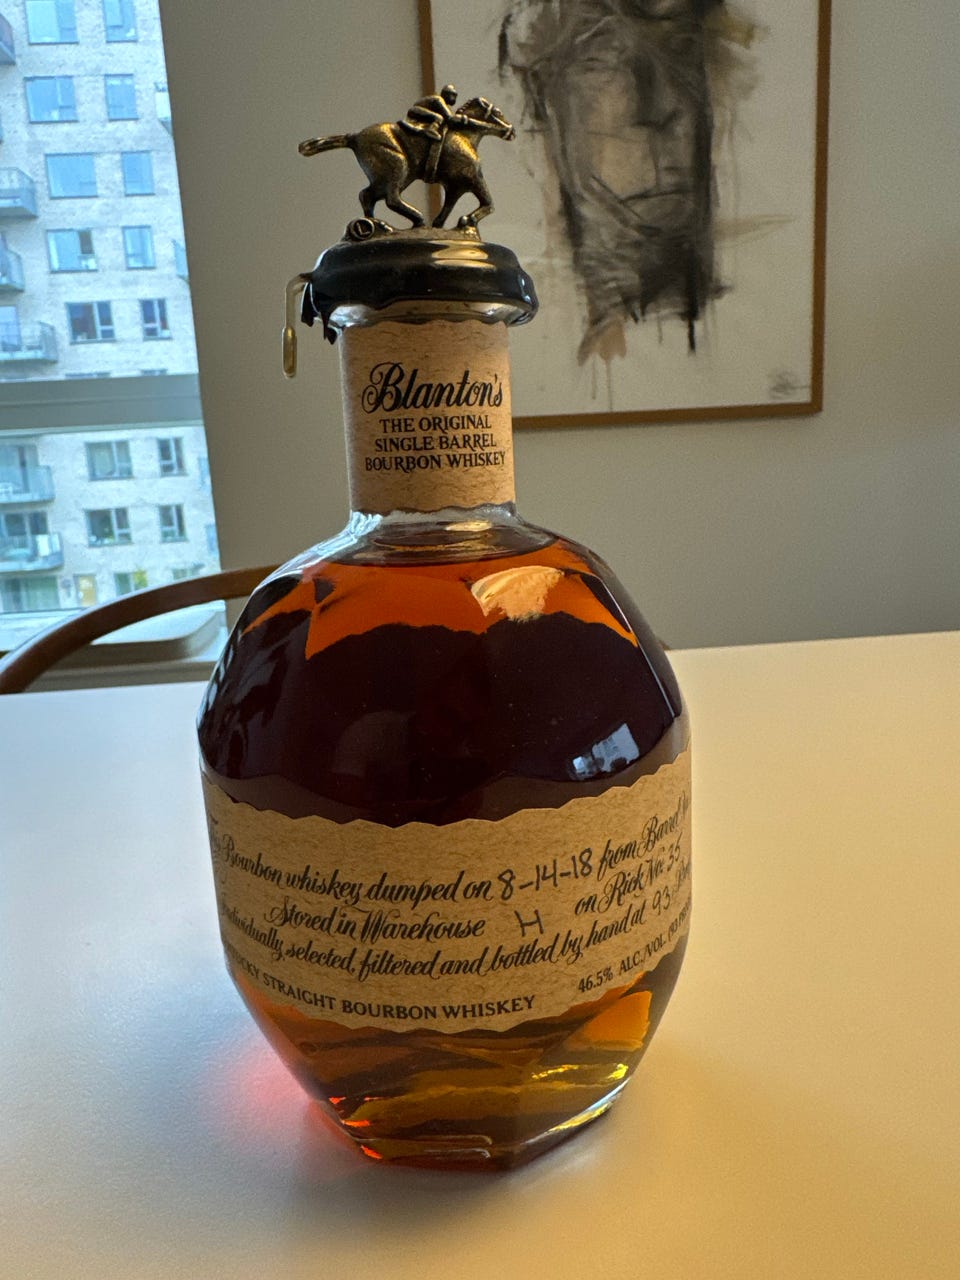 L
Blanton's
THE ORIGINAL
SINGLE BARREL
BOURBON WHISKEY
Bourbon whiskey dumped on 8-14-18 from Barrel
Stored in Warehouse H on Rick No. 35
Individually selected, filtered and bottled by hand at 93
STRAIGHT BOURBON WHISKEY 46.5% ALC./VOL. (93